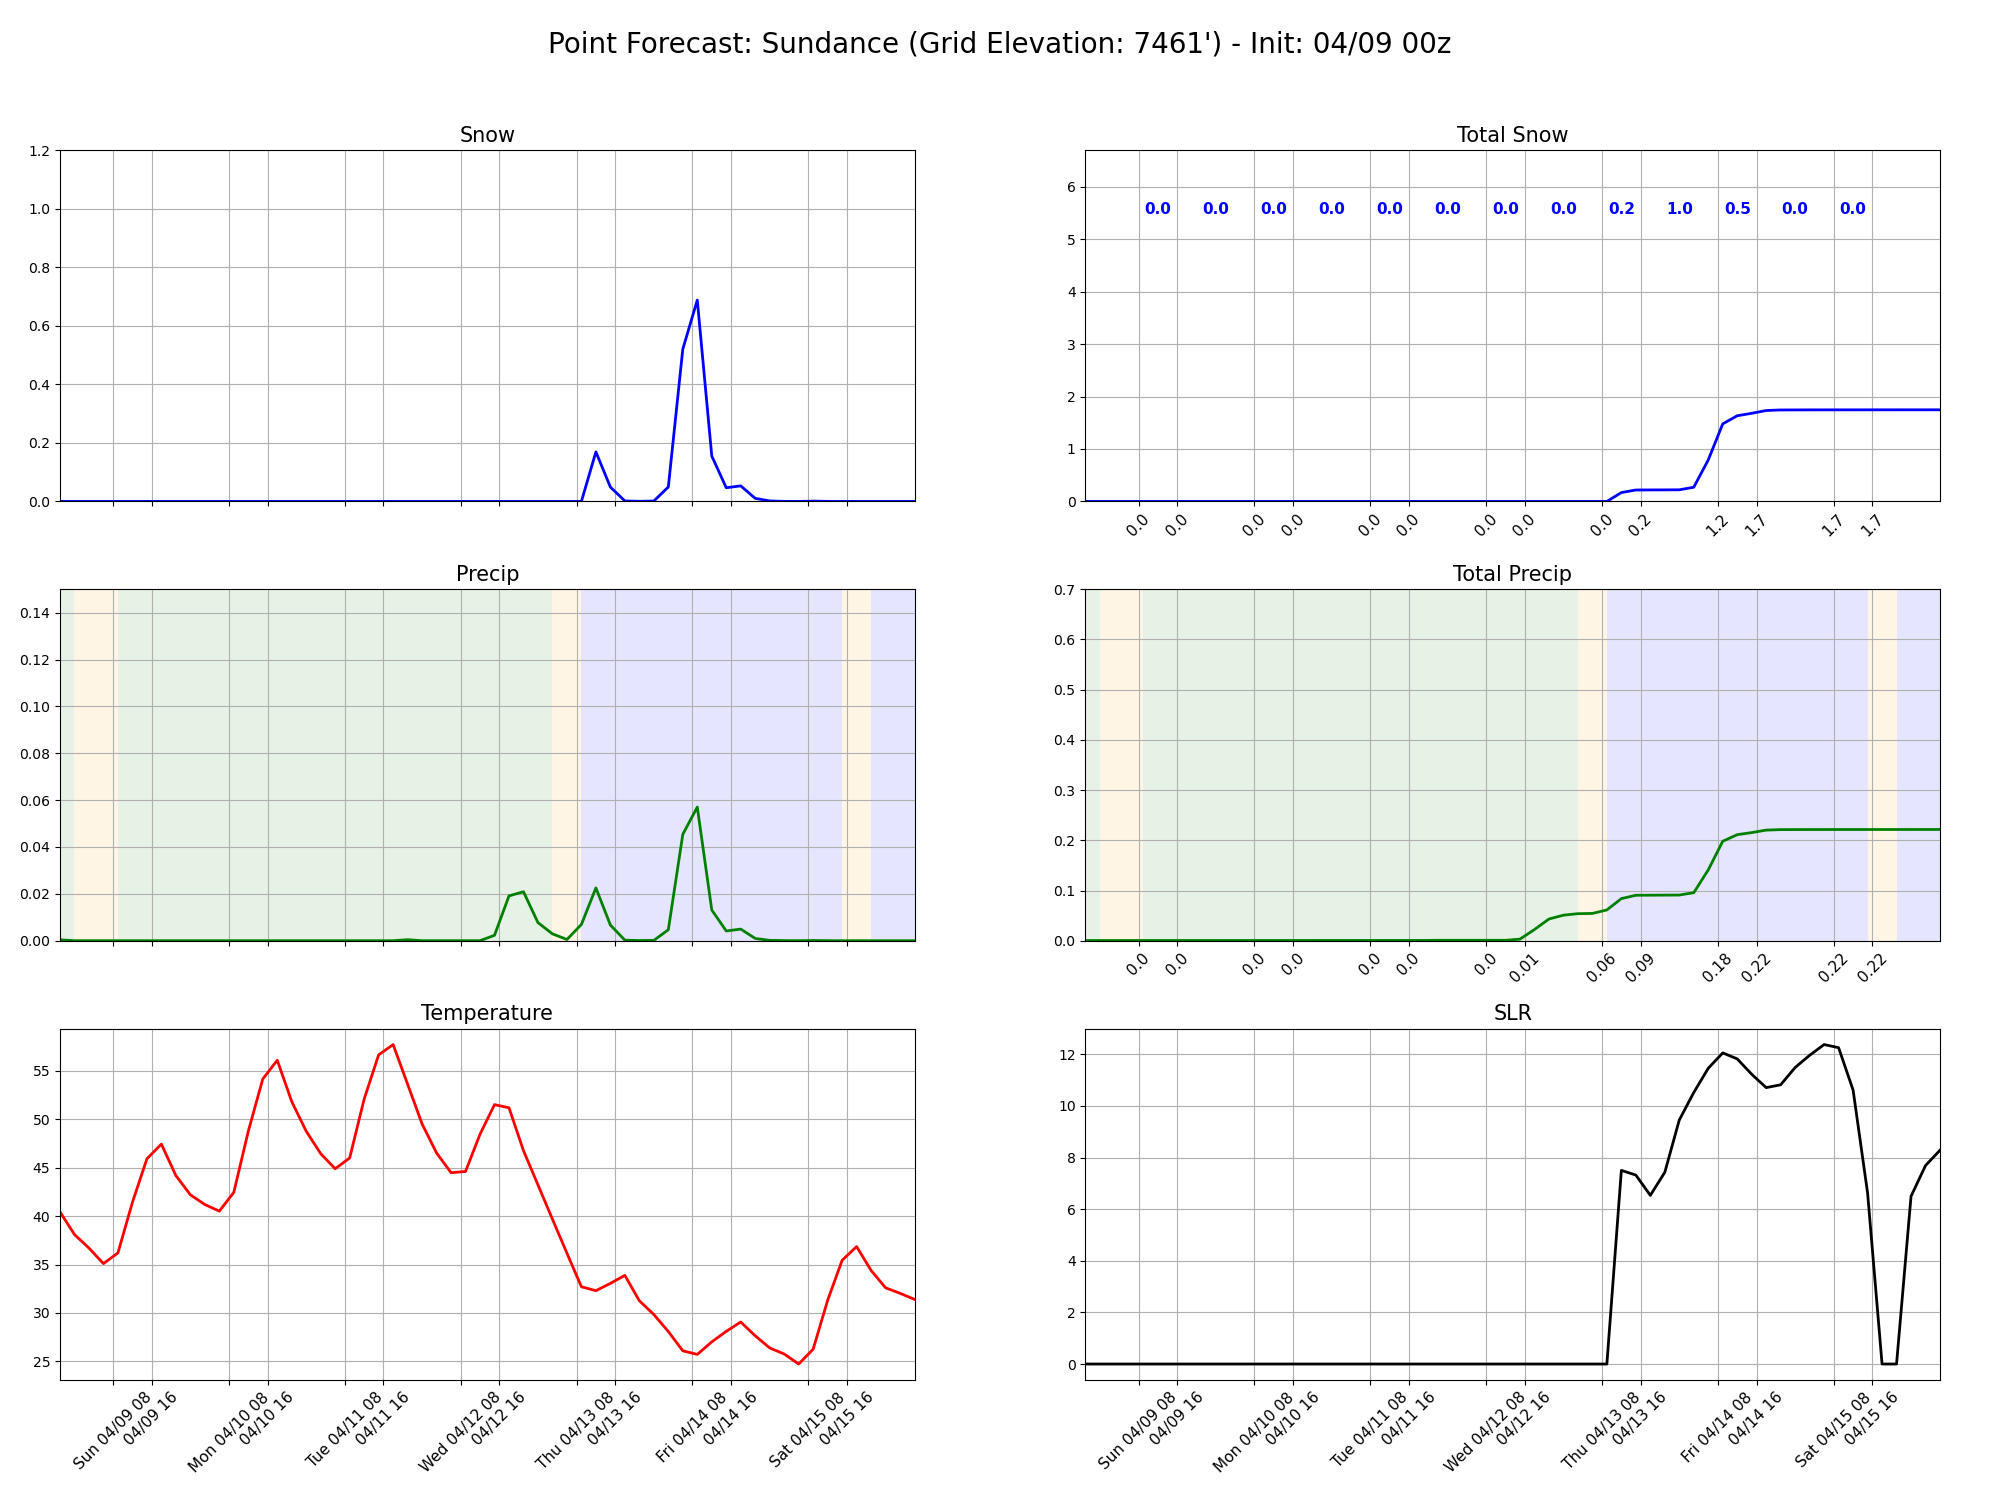 Point Forecast: Sundance (Grid Elevation: 7461') - Init: 04/09 00z
Snow
1.2
1.0
0.8
0.6
0.4
0.2
0.0
Total Snow
6
5
4
3
2
1
0
0.0 0.0 0.0 0.0 0.0 0.0 0.0 0.0 0.2 1.0 0.5 0.0 0.0
0.0 0.0 0.0 0.0 0.0 0.0 0.0 0.0 0.0 0.2 1.2 1.7 1.7 1.7
Precip
0.14
0.12
0.10
0.08
0.06
0.04
0.02
0.00
Total Precip
0.7
0.6
0.5
0.4
0.3
0.2
0.1
0.0
0.0 0.0 0.0 0.0 0.0 0.0 0.0 0.01 0.06 0.09 0.18 0.22 0.22 0.22
Temperature
55
50
45
40
35
30
25
Sun 04/09 08
04/09 16
Mon 04/10 08
04/10 16
Tue 04/11 08
04/11 16
Wed 04/12 08
04/12 16
Thu 04/13 08
04/13 16
Fri 04/14 08
04/14 16
Sat 04/15 08
04/15 16
SLR
12
10
8
6
4
2
0
Sun 04/09 08
04/09 16
Mon 04/10 08
04/10 16
Tue 04/11 08
04/11 16
Wed 04/12 08
04/12 16
Thu 04/13 08
04/13 16
Fri 04/14 08
04/14 16
Sat 04/15 08
04/15 16